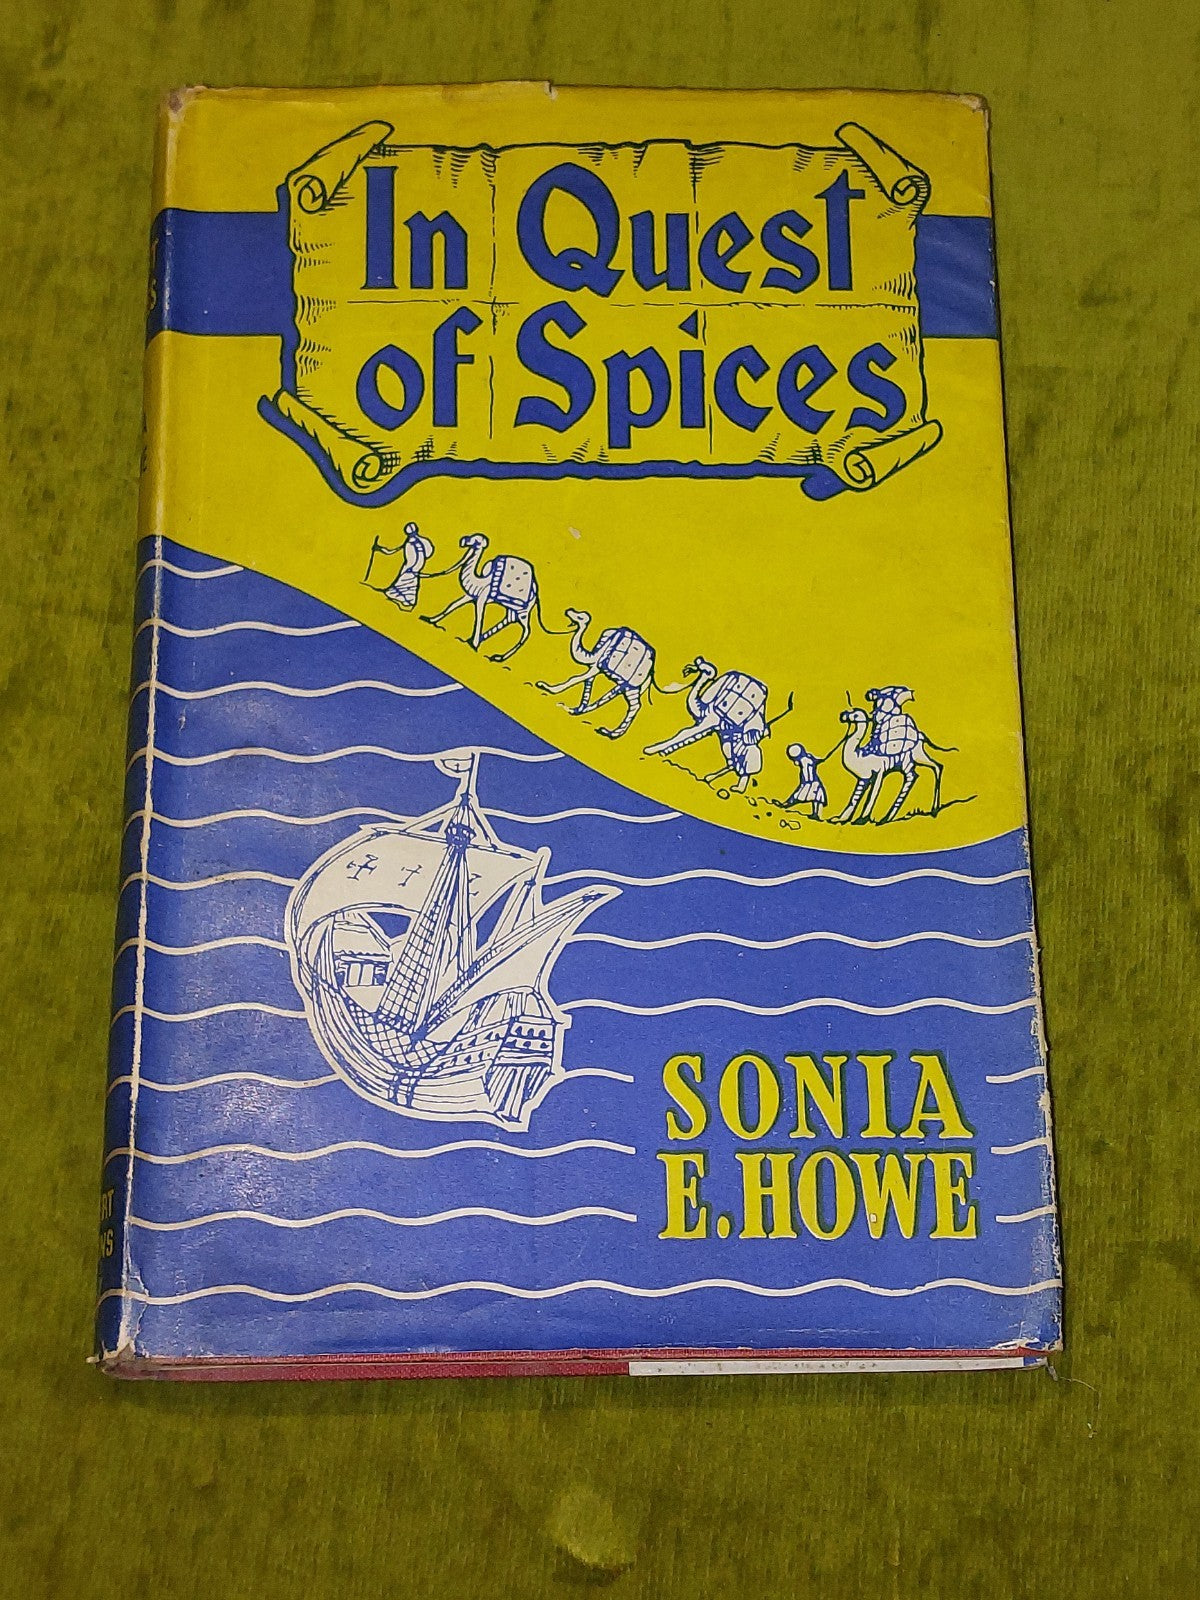 In Quest
of Spices
SONIA
E. HOWE